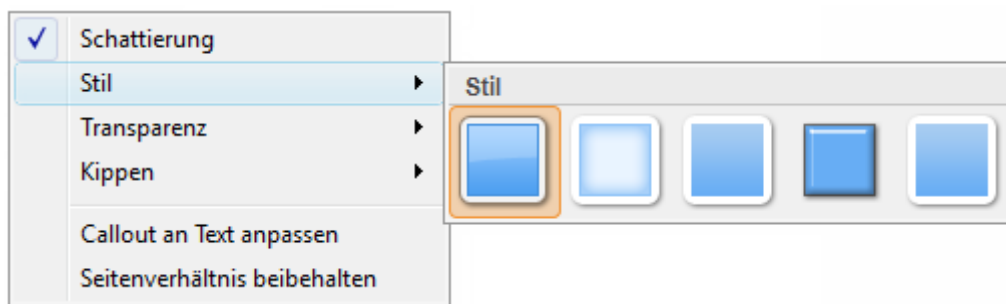 Schattierung
Stil
Transparenz
Kippen
Callout an Text anpassen
Seitenverhältnis beibehalten
Stil